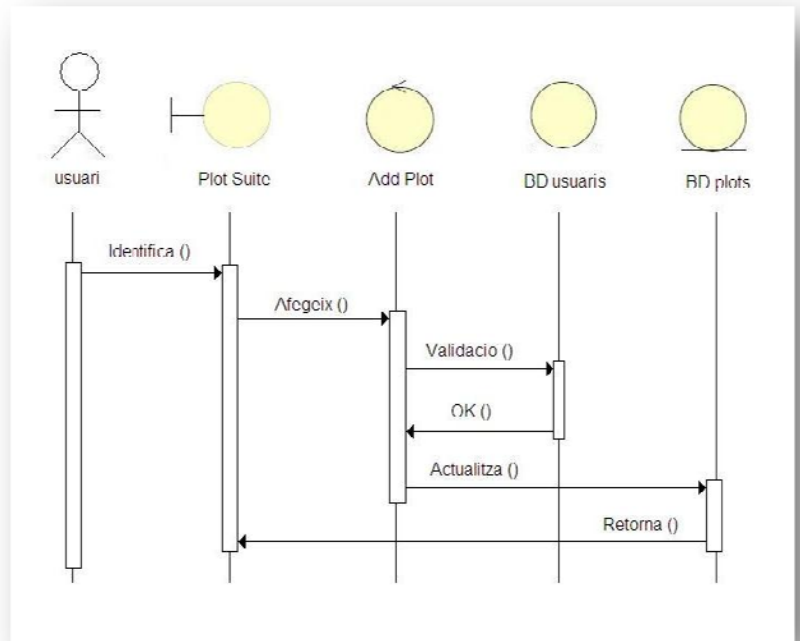 usuari
Plot Suite
Add Plot
BD usuaris
BD plots
Identifica ()
Afegeix ()
Validacio ()
OK ()
Actualitza ()
Retorna ()